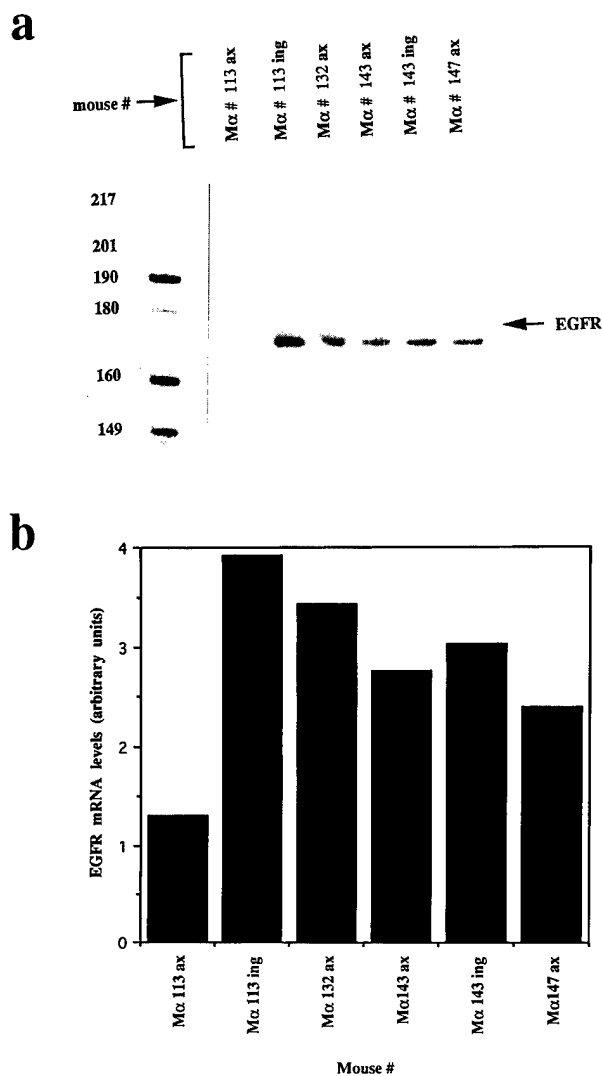 a
mouse #
Mα # 113 ax
Mα # 113 ing
Mα # 132 ax
Mα # 143 ax
Mα # 143 ing
Mα # 147 ax
217
201
190
180
160
149
EGFR
b
EGFR mRNA levels (arbitrary units)
4
3
2
1
0
Mα 113 ax
Mα 113 ing
Mα 132 ax
Mα143 ax
Mα 143 ing
Mα147 ax
Mouse #